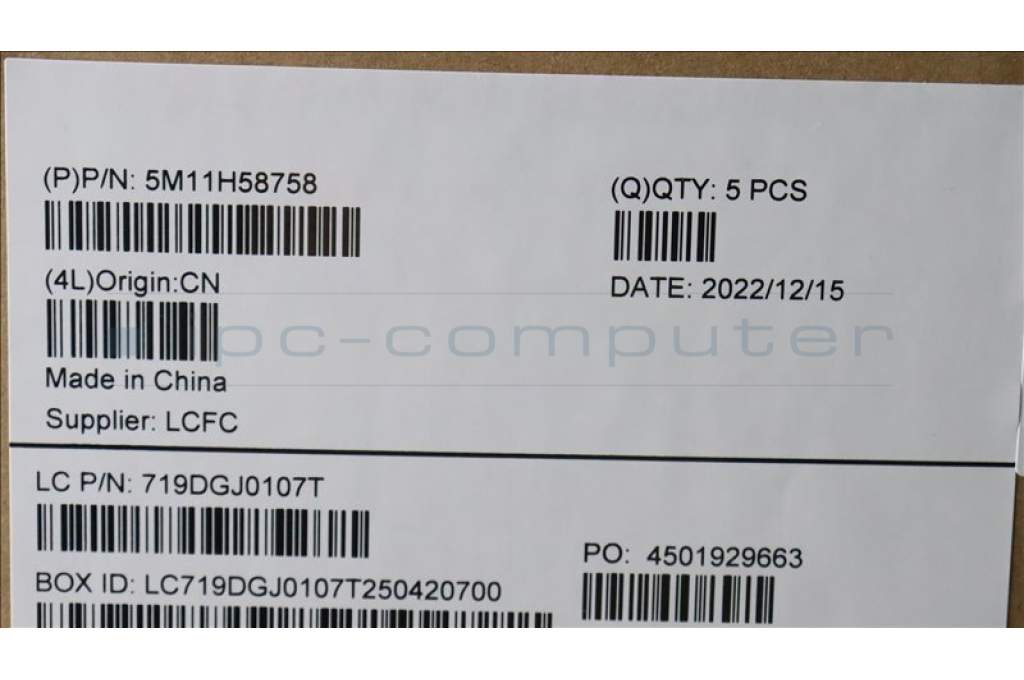 (P)P/N: 5M11H58758
(Q)QTY: 5 PCS
(4L)Origin:CN
DATE: 2022/12/15
pc-computer
Made in China
Supplier: LCFC
LC P/N: 719DGJ0107T
PO: 4501929663
BOX ID: LC719DGJ0107T250420700